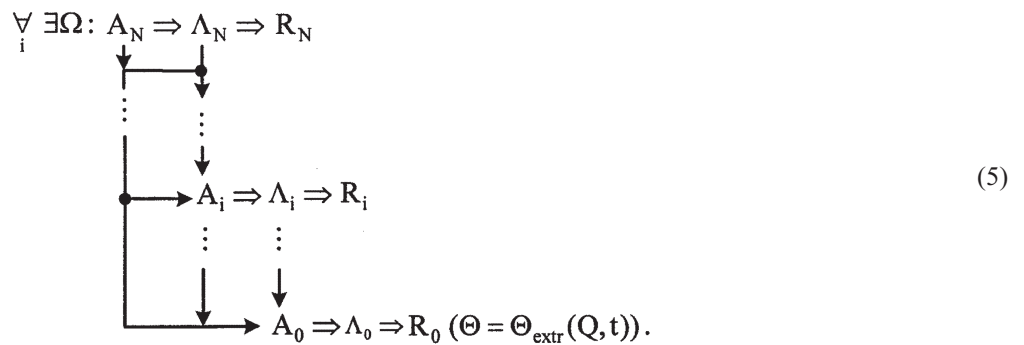 ∀ᵢ ∃Ω: A_N ⇒ Λ_N ⇒ R_N
A_i ⇒ Λ_i ⇒ R_i
(5)
A_0 ⇒ Λ_0 ⇒ R_0 (Θ = Θ_extr(Q,t)).